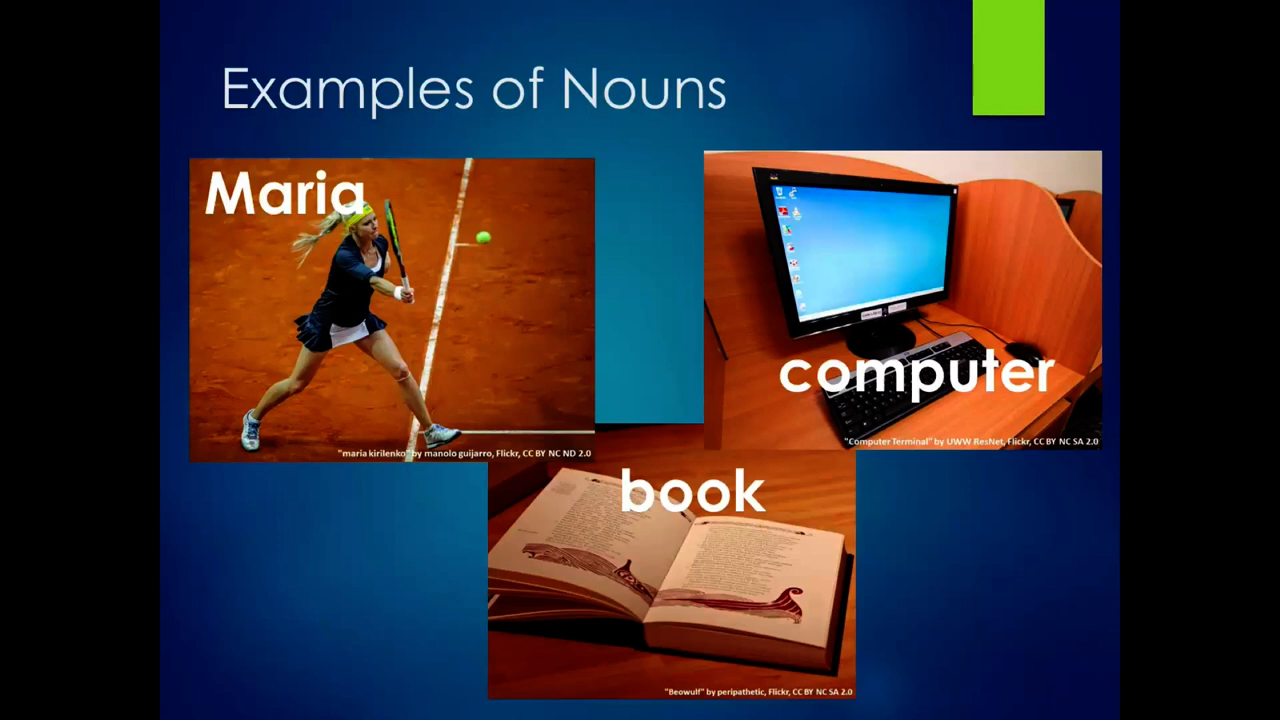 Examples of Nouns
Maria
computer
"maria kirilenko" by manolo guijarro, Flickr, CC BY NC ND 2.0
"Computer Terminal" by UWW ResNet, Flickr, CC BY NC SA 2.0
book
"Beowulf" by peripathetic, Flickr, CC BY NC SA 2.0